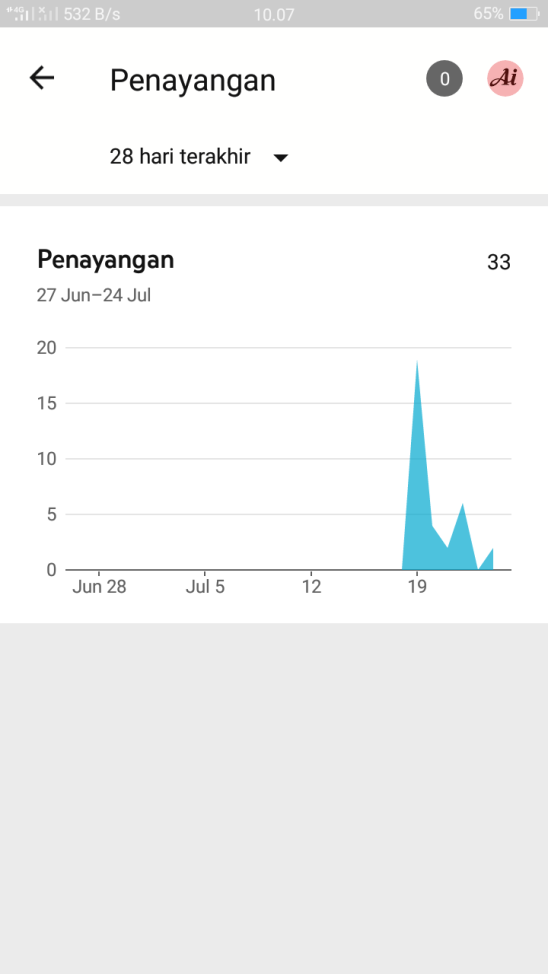 4G 532 B/s 10.07 65%
Penayangan 0 Ai
28 hari terakhir
Penayangan 33
27 Jun–24 Jul
20
15
10
5
0
Jun 28 Jul 5 12 19